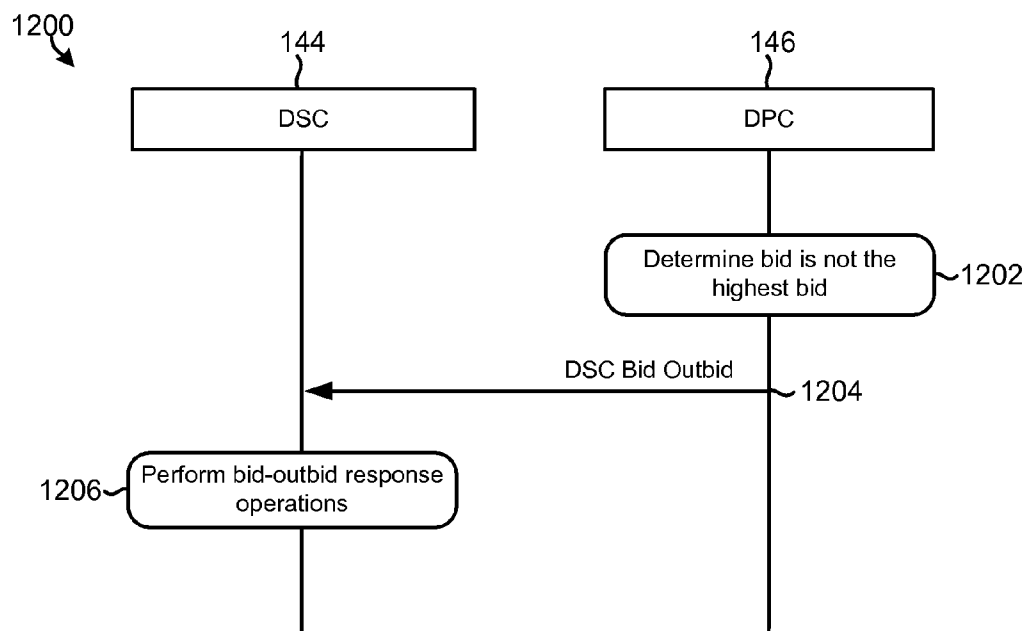 1200
144
146
DSC
DPC
Determine bid is not the
highest bid
1202
DSC Bid Outbid
1204
Perform bid-outbid response
operations
1206